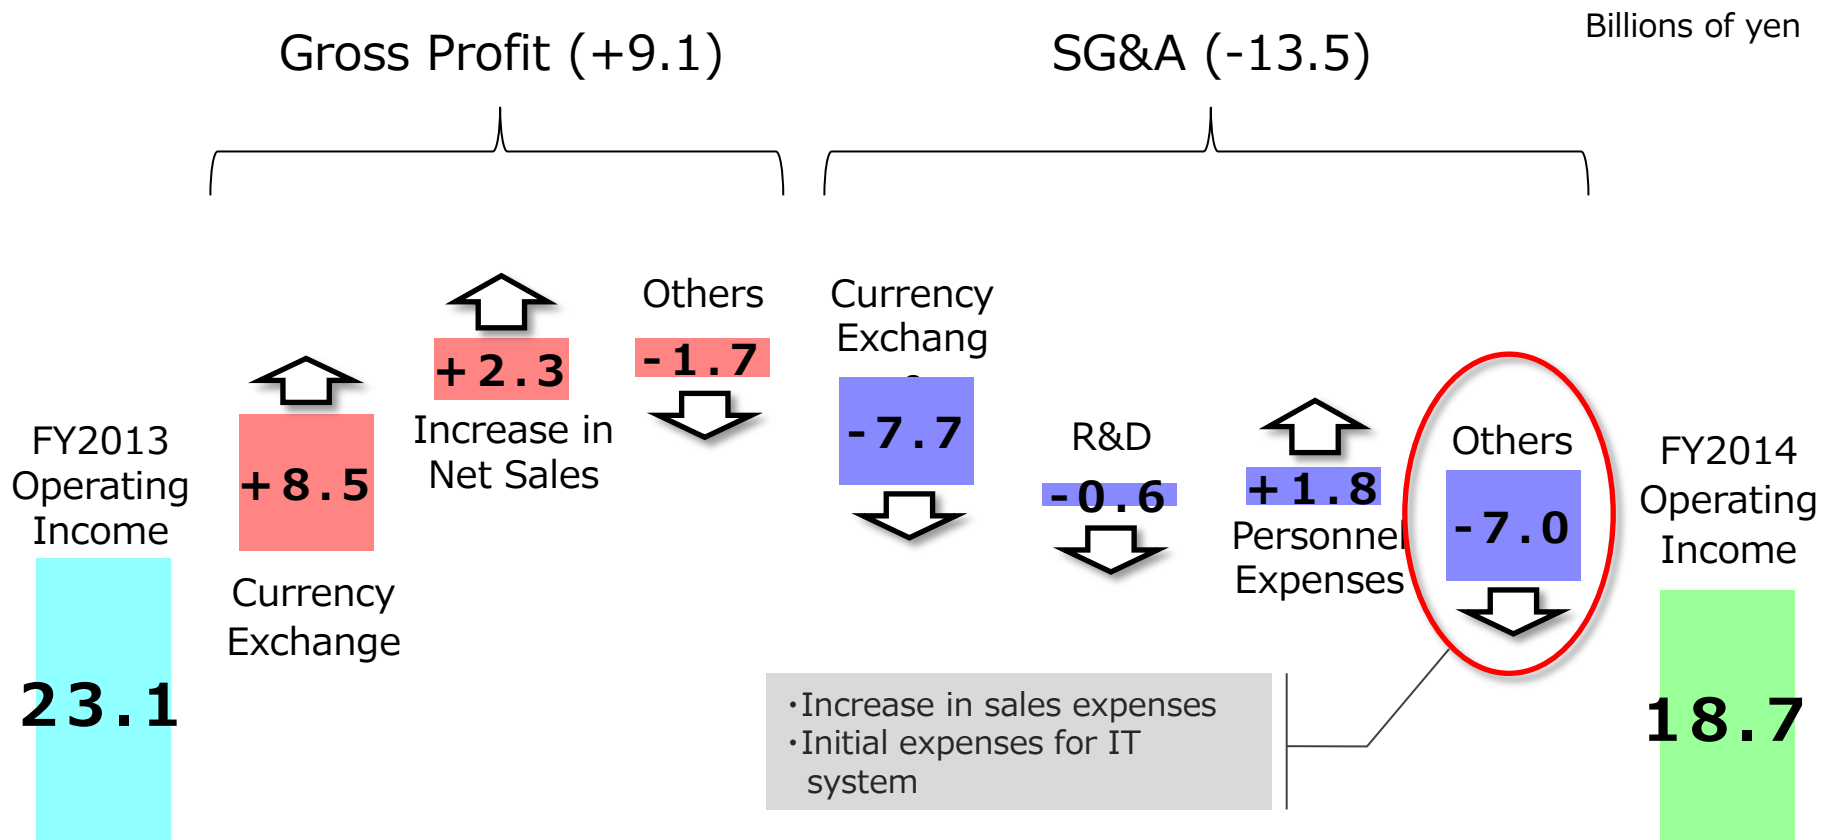 Billions of yen
Gross Profit (+9.1)
SG&A (-13.5)
FY2013
Operating
Income
23.1
+8.5
Currency
Exchange
+2.3
Increase in
Net Sales
Others
-1.7
Currency
Exchang
-7.7
R&D
-0.6
+1.8
Personnel
Expenses
Others
-7.0
・Increase in sales expenses
・Initial expenses for IT
system
FY2014
Operating
Income
18.7